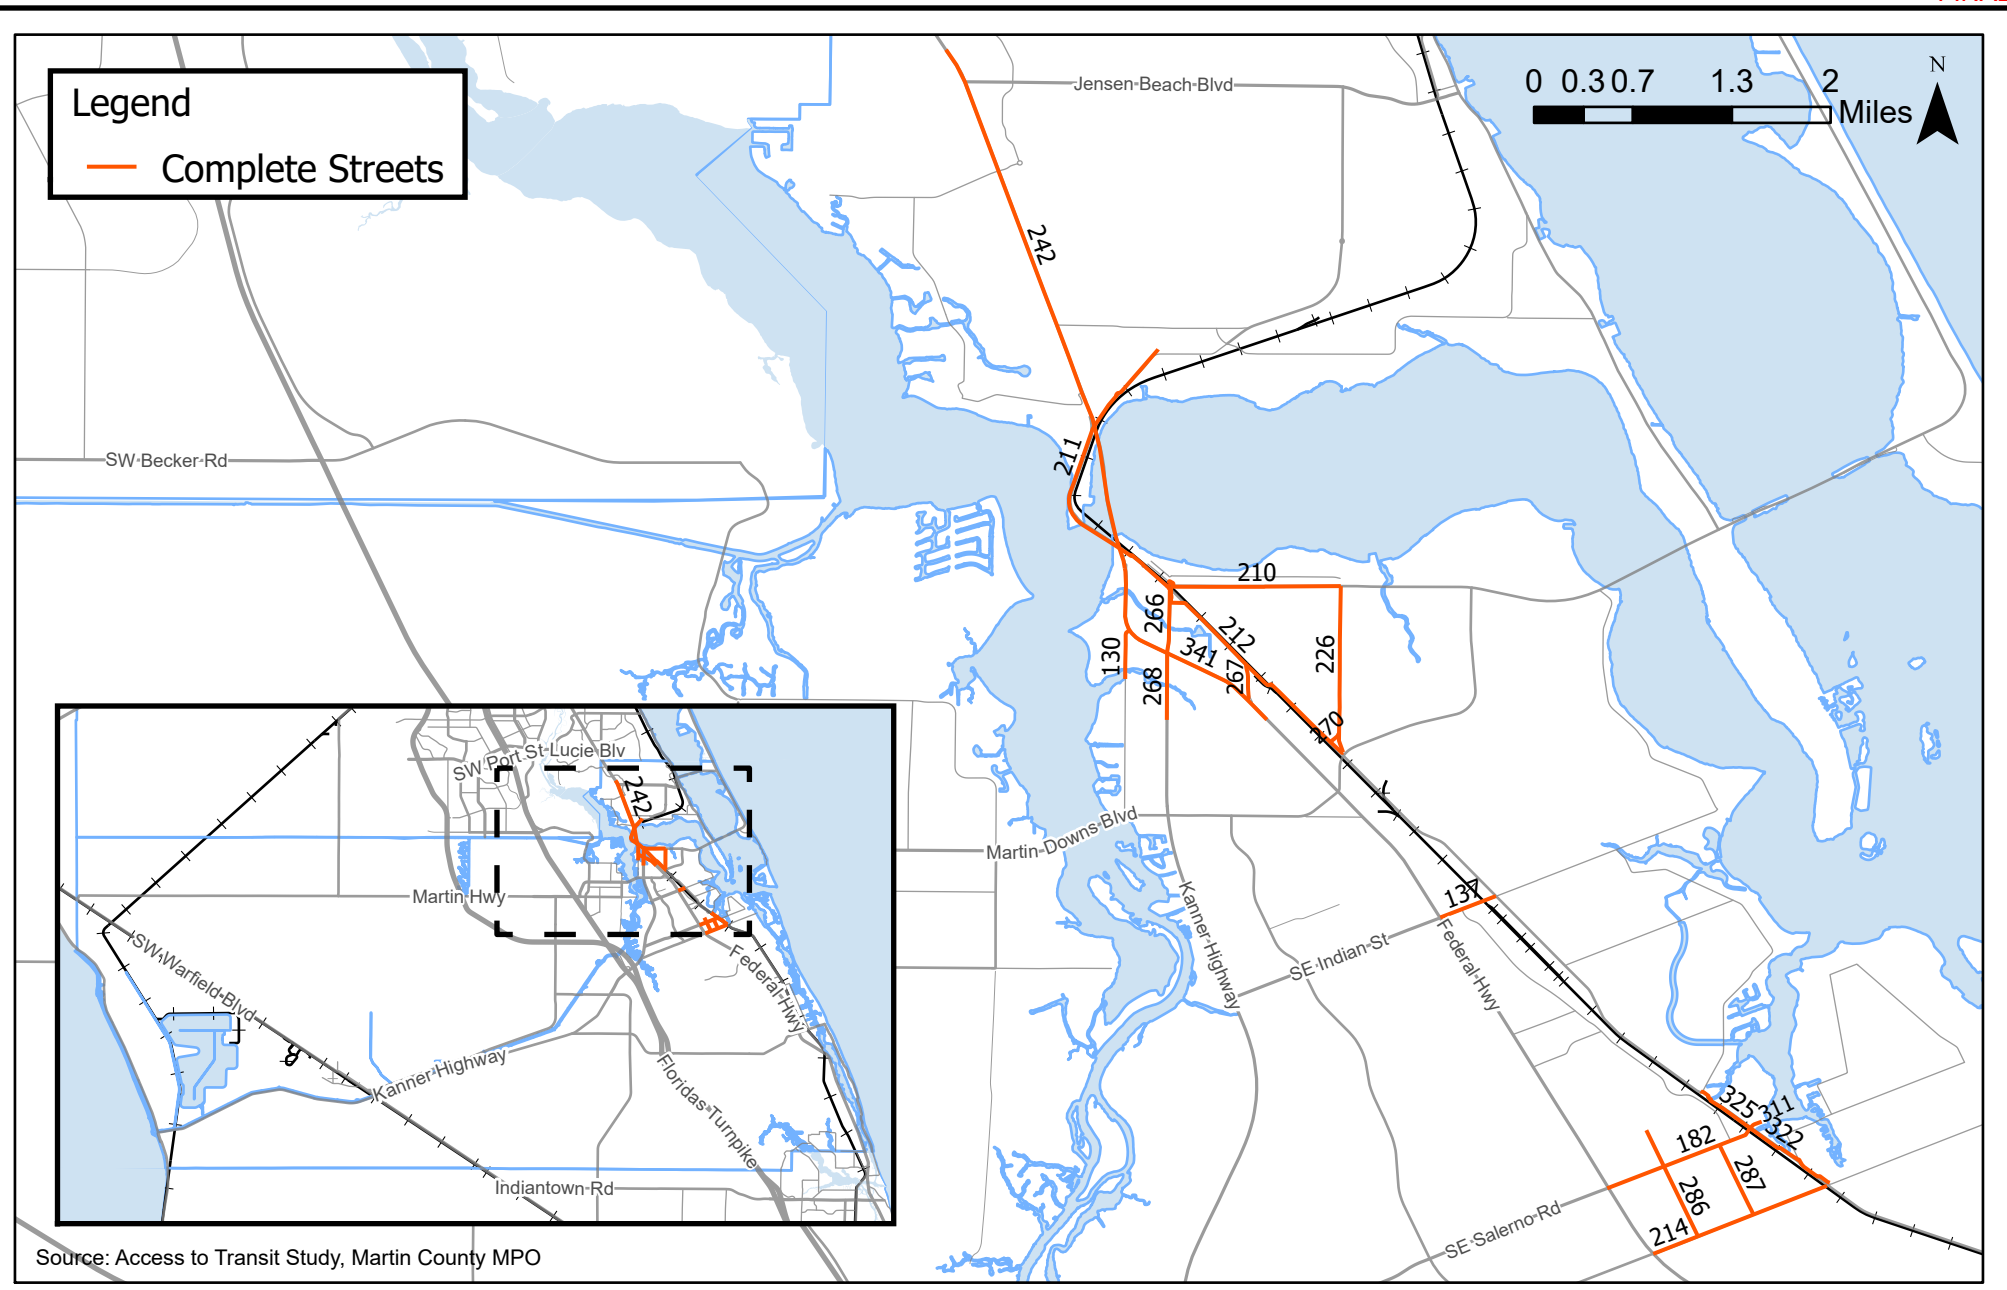 Legend
Complete Streets
0 0.3 0.7 1.3 2
Miles
N
Jensen Beach Blvd
242
SW Becker Rd
211
210
266
212
226
130
341
267
268
270
SW Port St Lucie Blv
242
Martin Downs Blvd
Martin Hwy
137
Kanner Highway
SE Indian St
Federal Hwy
SW Warfield Blvd
Federal Hwy
Kanner Highway
Floridas Turnpike
Indiantown Rd
325
311
322
182
287
286
214
SE Salerno Rd
Source: Access to Transit Study, Martin County MPO